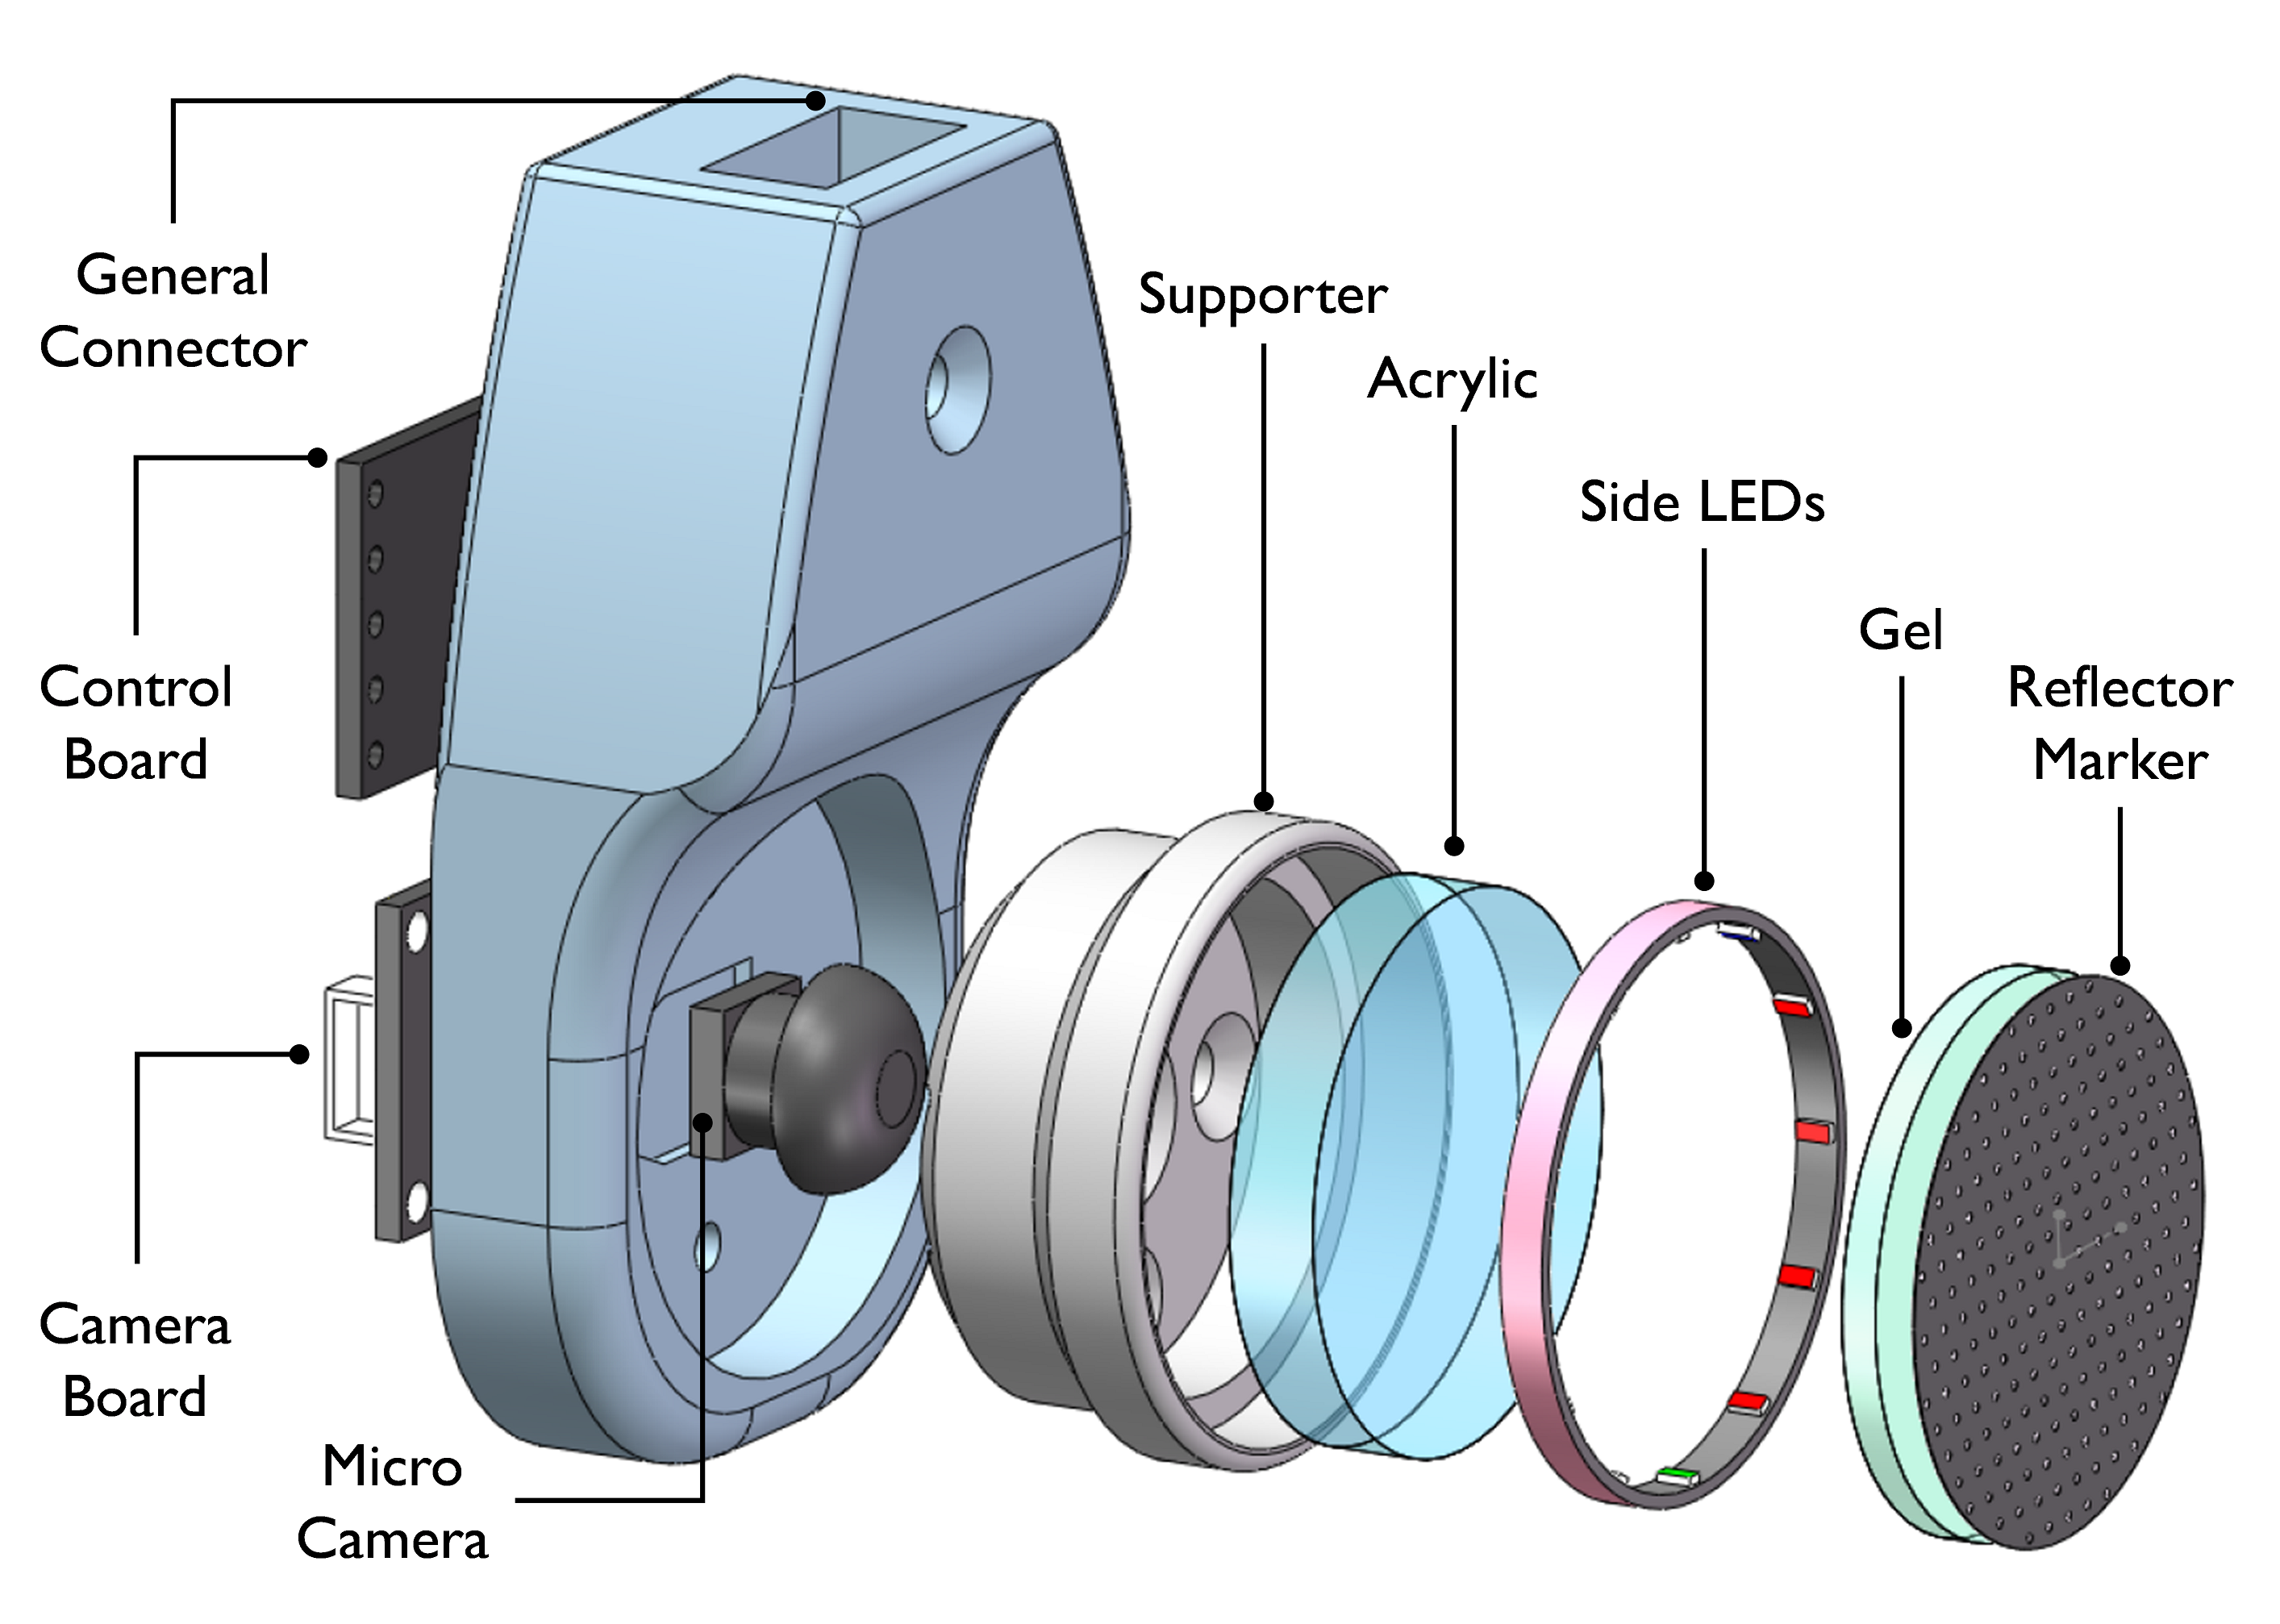 General
Connector
Supporter
Acrylic
Side LEDs
Gel
Reflector
Marker
Control
Board
Camera
Board
Micro
Camera